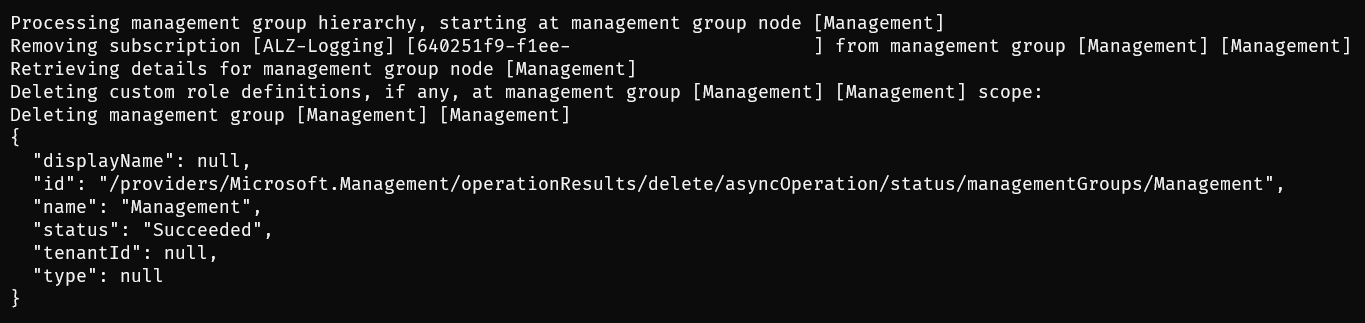 Processing management group hierarchy, starting at management group node [Management]
Removing subscription [ALZ-Logging] [640251f9-f1ee-                      ] from management group [Management] [Management]
Retrieving details for management group node [Management]
Deleting custom role definitions, if any, at management group [Management] [Management] scope:
Deleting management group [Management] [Management]
{
  "displayName": null,
  "id": "/providers/Microsoft.Management/operationResults/delete/asyncOperation/status/managementGroups/Management",
  "name": "Management",
  "status": "Succeeded",
  "tenantId": null,
  "type": null
}